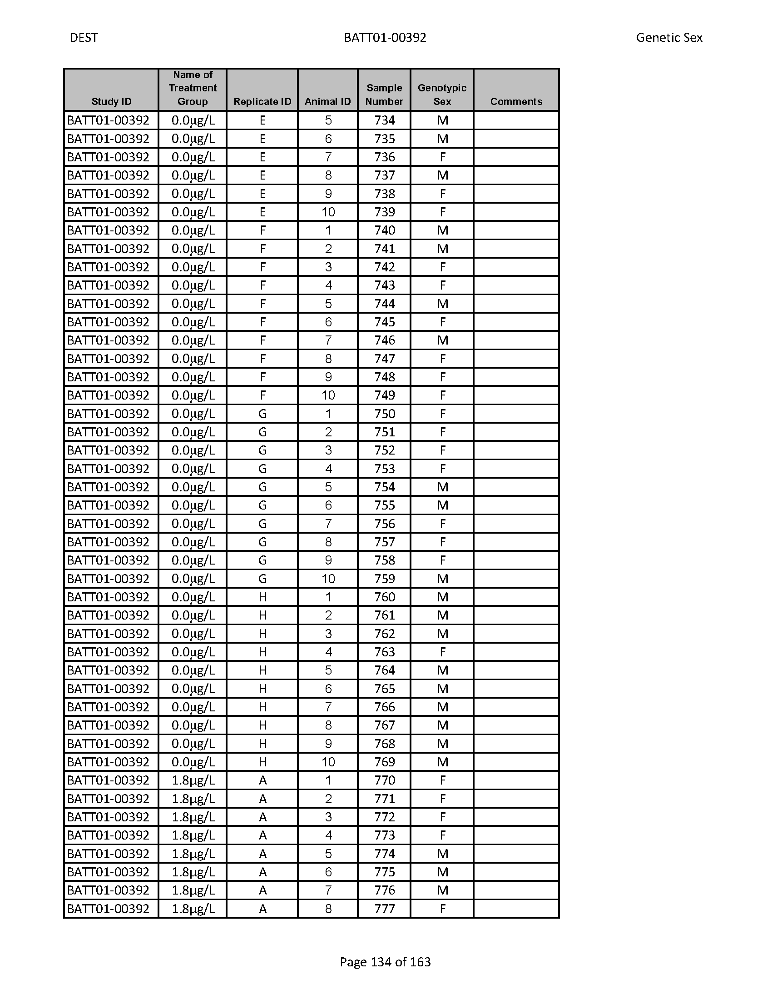 DEST BATT01-00392 Genetic Sex
Study ID Name of Treatment Group Replicate ID Animal ID Sample Number Genotypic Sex Comments
BATT01-00392 0.0µg/L E 5 734 M
BATT01-00392 0.0µg/L E 6 735 M
BATT01-00392 0.0µg/L E 7 736 F
BATT01-00392 0.0µg/L E 8 737 M
BATT01-00392 0.0µg/L E 9 738 F
BATT01-00392 0.0µg/L E 10 739 F
BATT01-00392 0.0µg/L F 1 740 M
BATT01-00392 0.0µg/L F 2 741 M
BATT01-00392 0.0µg/L F 3 742 F
BATT01-00392 0.0µg/L F 4 743 F
BATT01-00392 0.0µg/L F 5 744 M
BATT01-00392 0.0µg/L F 6 745 F
BATT01-00392 0.0µg/L F 7 746 M
BATT01-00392 0.0µg/L F 8 747 F
BATT01-00392 0.0µg/L F 9 748 F
BATT01-00392 0.0µg/L F 10 749 F
BATT01-00392 0.0µg/L G 1 750 F
BATT01-00392 0.0µg/L G 2 751 F
BATT01-00392 0.0µg/L G 3 752 F
BATT01-00392 0.0µg/L G 4 753 F
BATT01-00392 0.0µg/L G 5 754 M
BATT01-00392 0.0µg/L G 6 755 M
BATT01-00392 0.0µg/L G 7 756 F
BATT01-00392 0.0µg/L G 8 757 F
BATT01-00392 0.0µg/L G 9 758 F
BATT01-00392 0.0µg/L G 10 759 M
BATT01-00392 0.0µg/L H 1 760 M
BATT01-00392 0.0µg/L H 2 761 M
BATT01-00392 0.0µg/L H 3 762 M
BATT01-00392 0.0µg/L H 4 763 F
BATT01-00392 0.0µg/L H 5 764 M
BATT01-00392 0.0µg/L H 6 765 M
BATT01-00392 0.0µg/L H 7 766 M
BATT01-00392 0.0µg/L H 8 767 M
BATT01-00392 0.0µg/L H 9 768 M
BATT01-00392 0.0µg/L H 10 769 M
BATT01-00392 1.8µg/L A 1 770 F
BATT01-00392 1.8µg/L A 2 771 F
BATT01-00392 1.8µg/L A 3 772 F
BATT01-00392 1.8µg/L A 4 773 F
BATT01-00392 1.8µg/L A 5 774 M
BATT01-00392 1.8µg/L A 6 775 M
BATT01-00392 1.8µg/L A 7 776 M
BATT01-00392 1.8µg/L A 8 777 F
Page 134 of 163